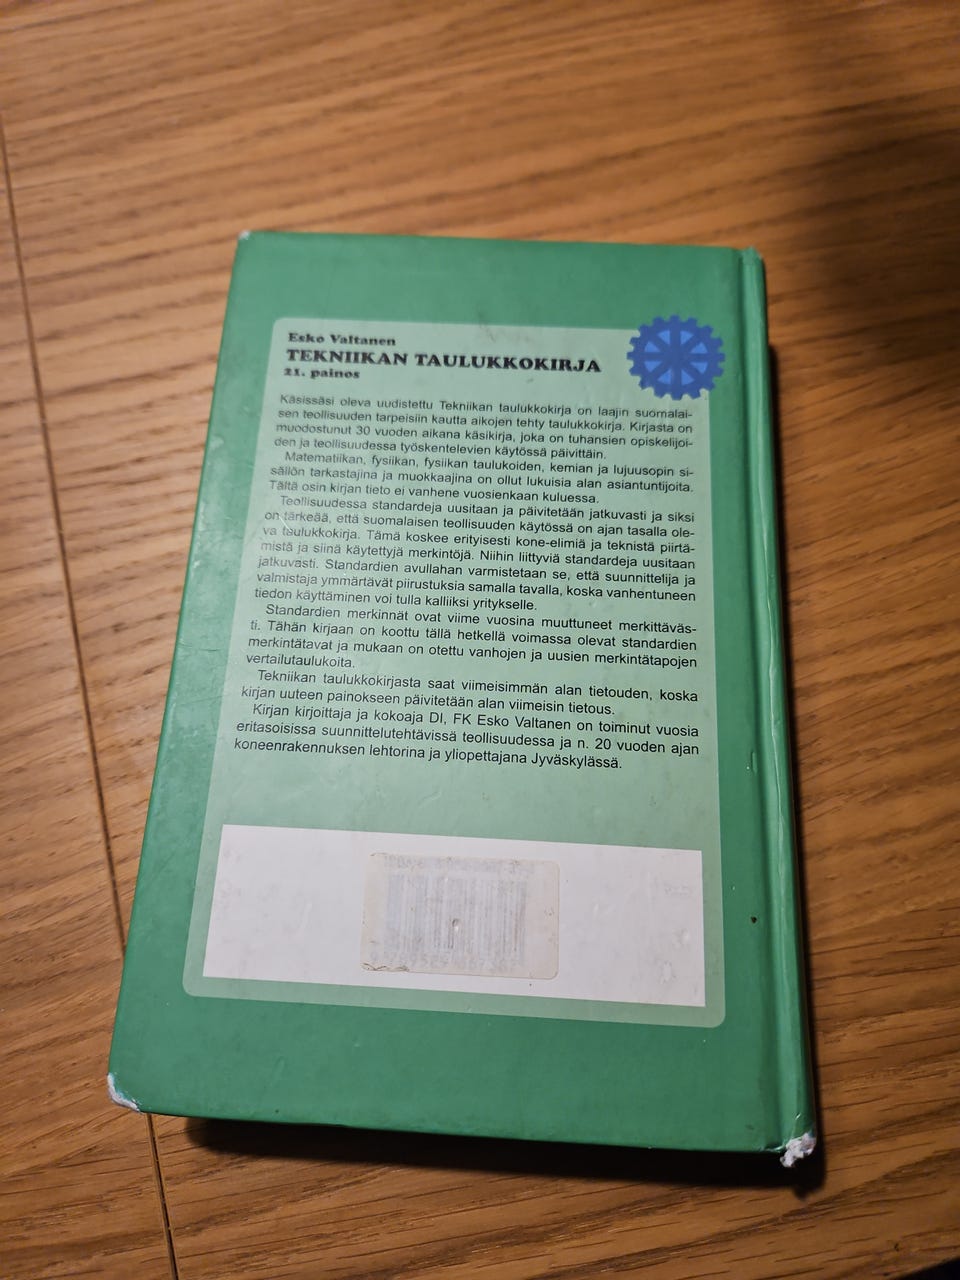 Esko Valtanen
TEKNIIKAN TAULUKKOKIRJA
21. painos
Käsissäsi oleva uudistettu Tekniikan taulukkokirja on laajin suomalai-
sen teollisuuden tarpeisiin kautta aikojen tehty taulukkokirja. Kirjasta on
muodostunut 30 vuoden aikana käsikirja, joka on tuhansien opiskelijoi-
den ja teollisuudessa työskentelevien käytössä päivittäin.
Matematiikan, fysiikan, fysiikan taulukoiden, kemian ja lujuusopin si-
sällön tarkastajina ja muokkaajina on ollut lukuisia alan asiantuntijoita.
Tältä osin kirjan tieto ei vanhene vuosienkaan kuluessa.
Teollisuudessa standardeja uusitaan ja päivitetään jatkuvasti ja siksi
on tärkeää, että suomalaisen teollisuuden käytössä on ajan tasalla ole-
va taulukkokirja. Tämä koskee erityisesti kone-elimiä ja teknistä piirtä-
mistä ja siinä käytettyjä merkintöjä. Niihin liittyviä standardeja uusitaan
jatkuvasti. Standardien avullahan varmistetaan se, että suunnittelija ja
valmistaja ymmärtävät piirustuksia samalla tavalla, koska vanhentuneen
tiedon käyttäminen voi tulla kalliiksi yritykselle.
Standardien merkinnät ovat viime vuosina muuttuneet merkittäväs-
ti. Tähän kirjaan on koottu tällä hetkellä voimassa olevat standardien
merkintätavat ja mukaan on otettu vanhojen ja uusien merkintätapojen
vertailutaulukoita.
Tekniikan taulukkokirjasta saat viimeisimmän alan tietouden, koska
kirjan uuteen painokseen päivitetään alan viimeisin tietous.
Kirjan kirjoittaja ja kokoaja DI, FK Esko Valtanen on toiminut vuosia
eritasoisissa suunnittelutehtävissä teollisuudessa ja n. 20 vuoden ajan
koneenrakennuksen lehtorina ja yliopettajana Jyväskylässä.